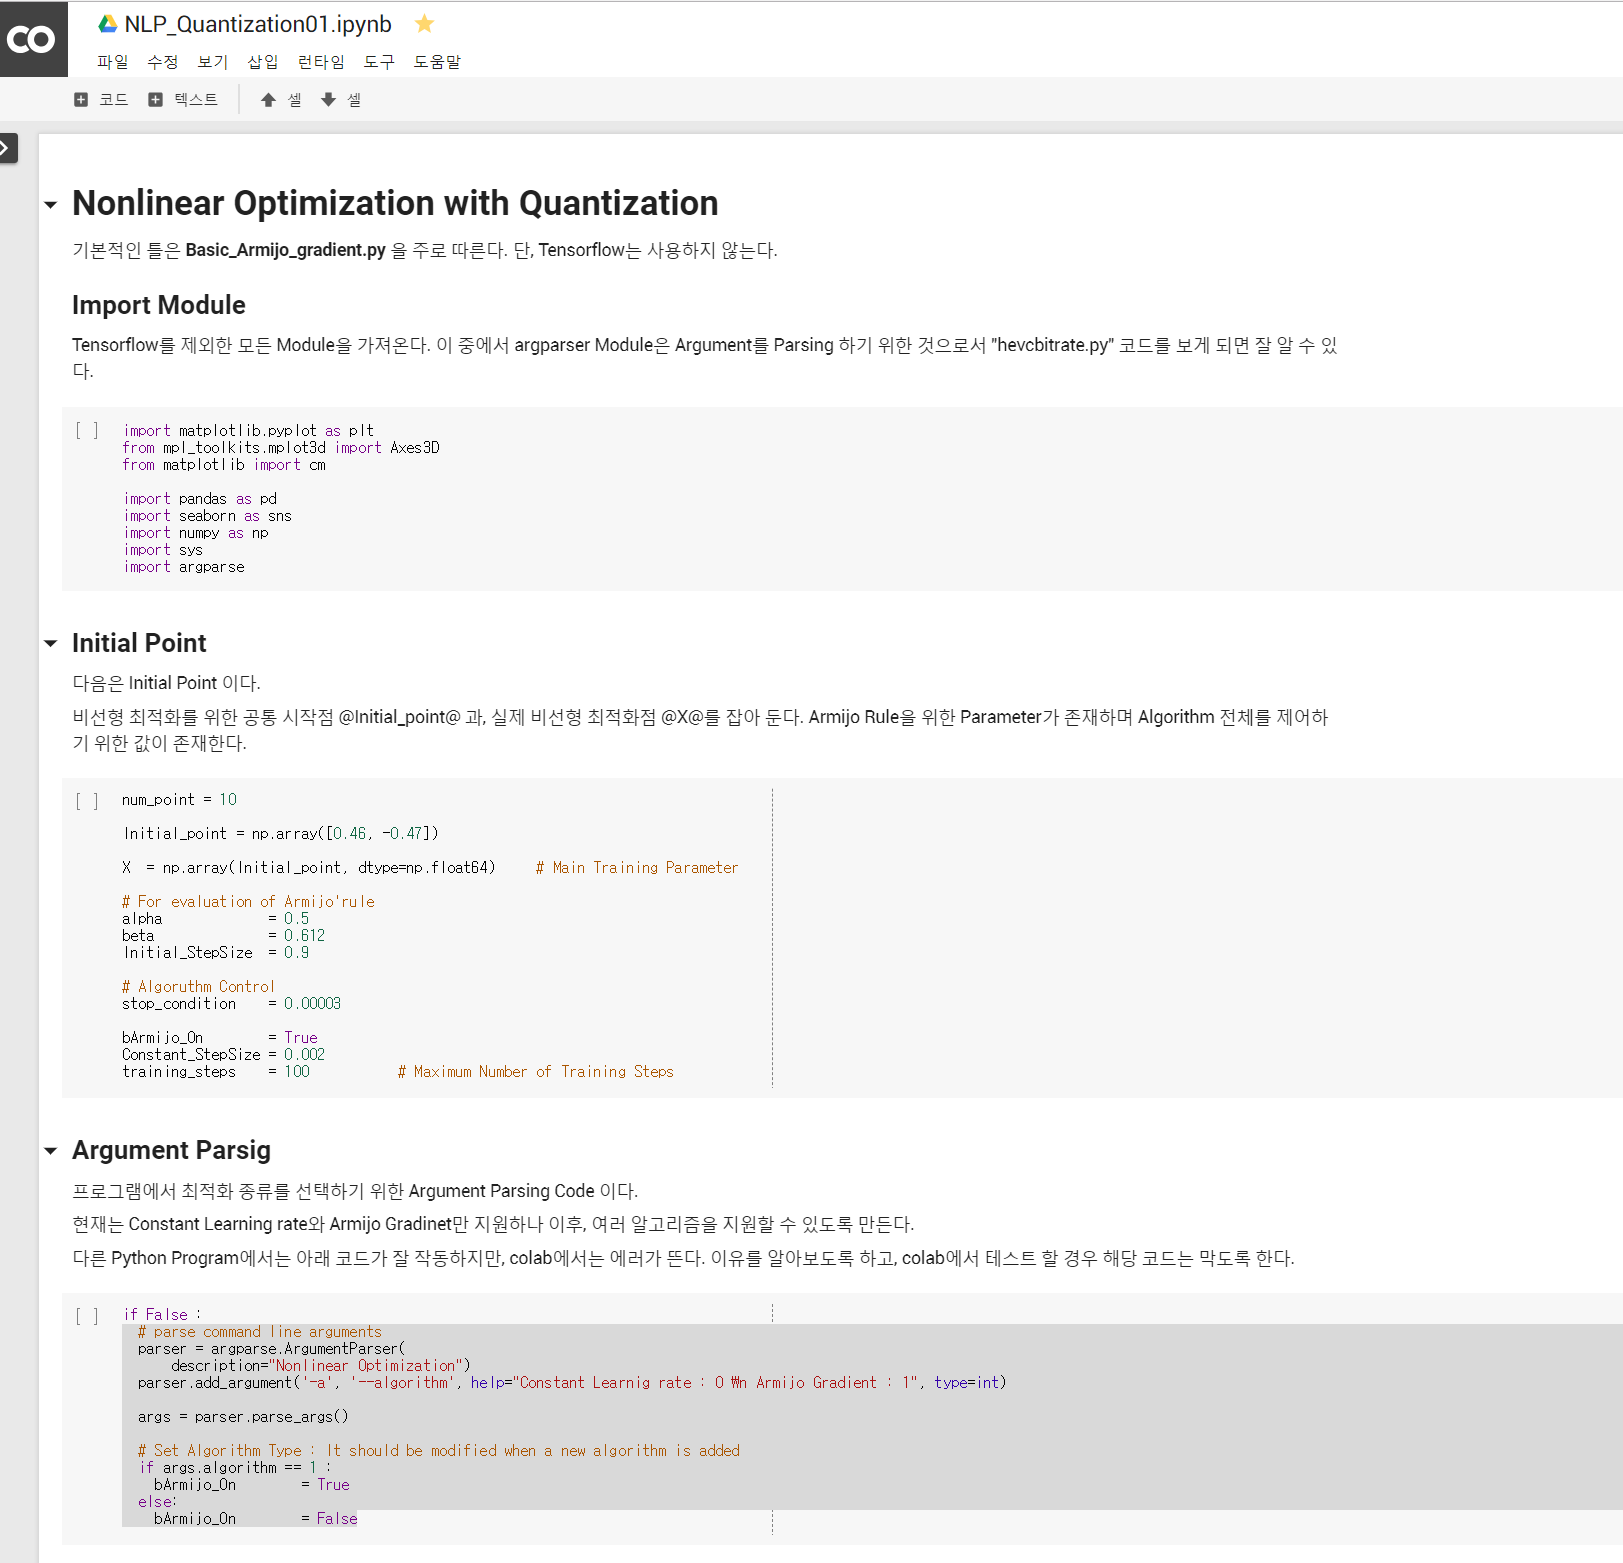 CO
NLP_Quantization01.ipynb
파일 수정 보기 삽입 런타임 도구 도움말
코드 텍스트 셀 셀
Nonlinear Optimization with Quantization
기본적인 틀은 Basic_Armijo_gradient.py 을 주로 따른다. 단, Tensorflow는 사용하지 않는다.
Import Module
Tensorflow를 제외한 모든 Module을 가져온다. 이 중에서 argparser Module은 Argument를 Parsing 하기 위한 것으로서 "hevcbitrate.py" 코드를 보게 되면 잘 알 수 있
다.
[ ] import matplotlib.pyplot as plt
from mpl_toolkits.mplot3d import Axes3D
from matplotlib import cm
import pandas as pd
import seaborn as sns
import numpy as np
import sys
import argparse
Initial Point
다음은 Initial Point 이다.
비선형 최적화를 위한 공통 시작점 @Initial_point@ 과, 실제 비선형 최적화점 @X@를 잡아 둔다. Armijo Rule을 위한 Parameter가 존재하며 Algorithm 전체를 제어하
기 위한 값이 존재한다.
[ ] num_point = 10
Initial_point = np.array([0.46, -0.47])
X = np.array(Initial_point, dtype=np.float64) # Main Training Parameter
# For evaluation of Armijo'rule
alpha = 0.5
beta = 0.612
Initial_StepSize = 0.9
# Algoruthm Control
stop_condition = 0.00003
bArmijo_On = True
Constant_StepSize = 0.002
training_steps = 100 # Maximum Number of Training Steps
Argument Parsig
프로그램에서 최적화 종류를 선택하기 위한 Argument Parsing Code 이다.
현재는 Constant Learning rate와 Armijo Gradinet만 지원하나 이후, 여러 알고리즘을 지원할 수 있도록 만든다.
다른 Python Program에서는 아래 코드가 잘 작동하지만, colab에서는 에러가 뜬다. 이유를 알아보도록 하고, colab에서 테스트 할 경우 해당 코드는 막도록 한다.
[ ] if False :
# parse command line arguments
parser = argparse.ArgumentParser(
description="Nonlinear Optimization")
parser.add_argument('-a', '--algorithm', help="Constant Learnig rate : 0 ₩n Armijo Gradient : 1", type=int)
args = parser.parse_args()
# Set Algorithm Type : It should be modified when a new algorithm is added
if args.algorithm == 1 :
bArmijo_On = True
else:
bArmijo_On = False